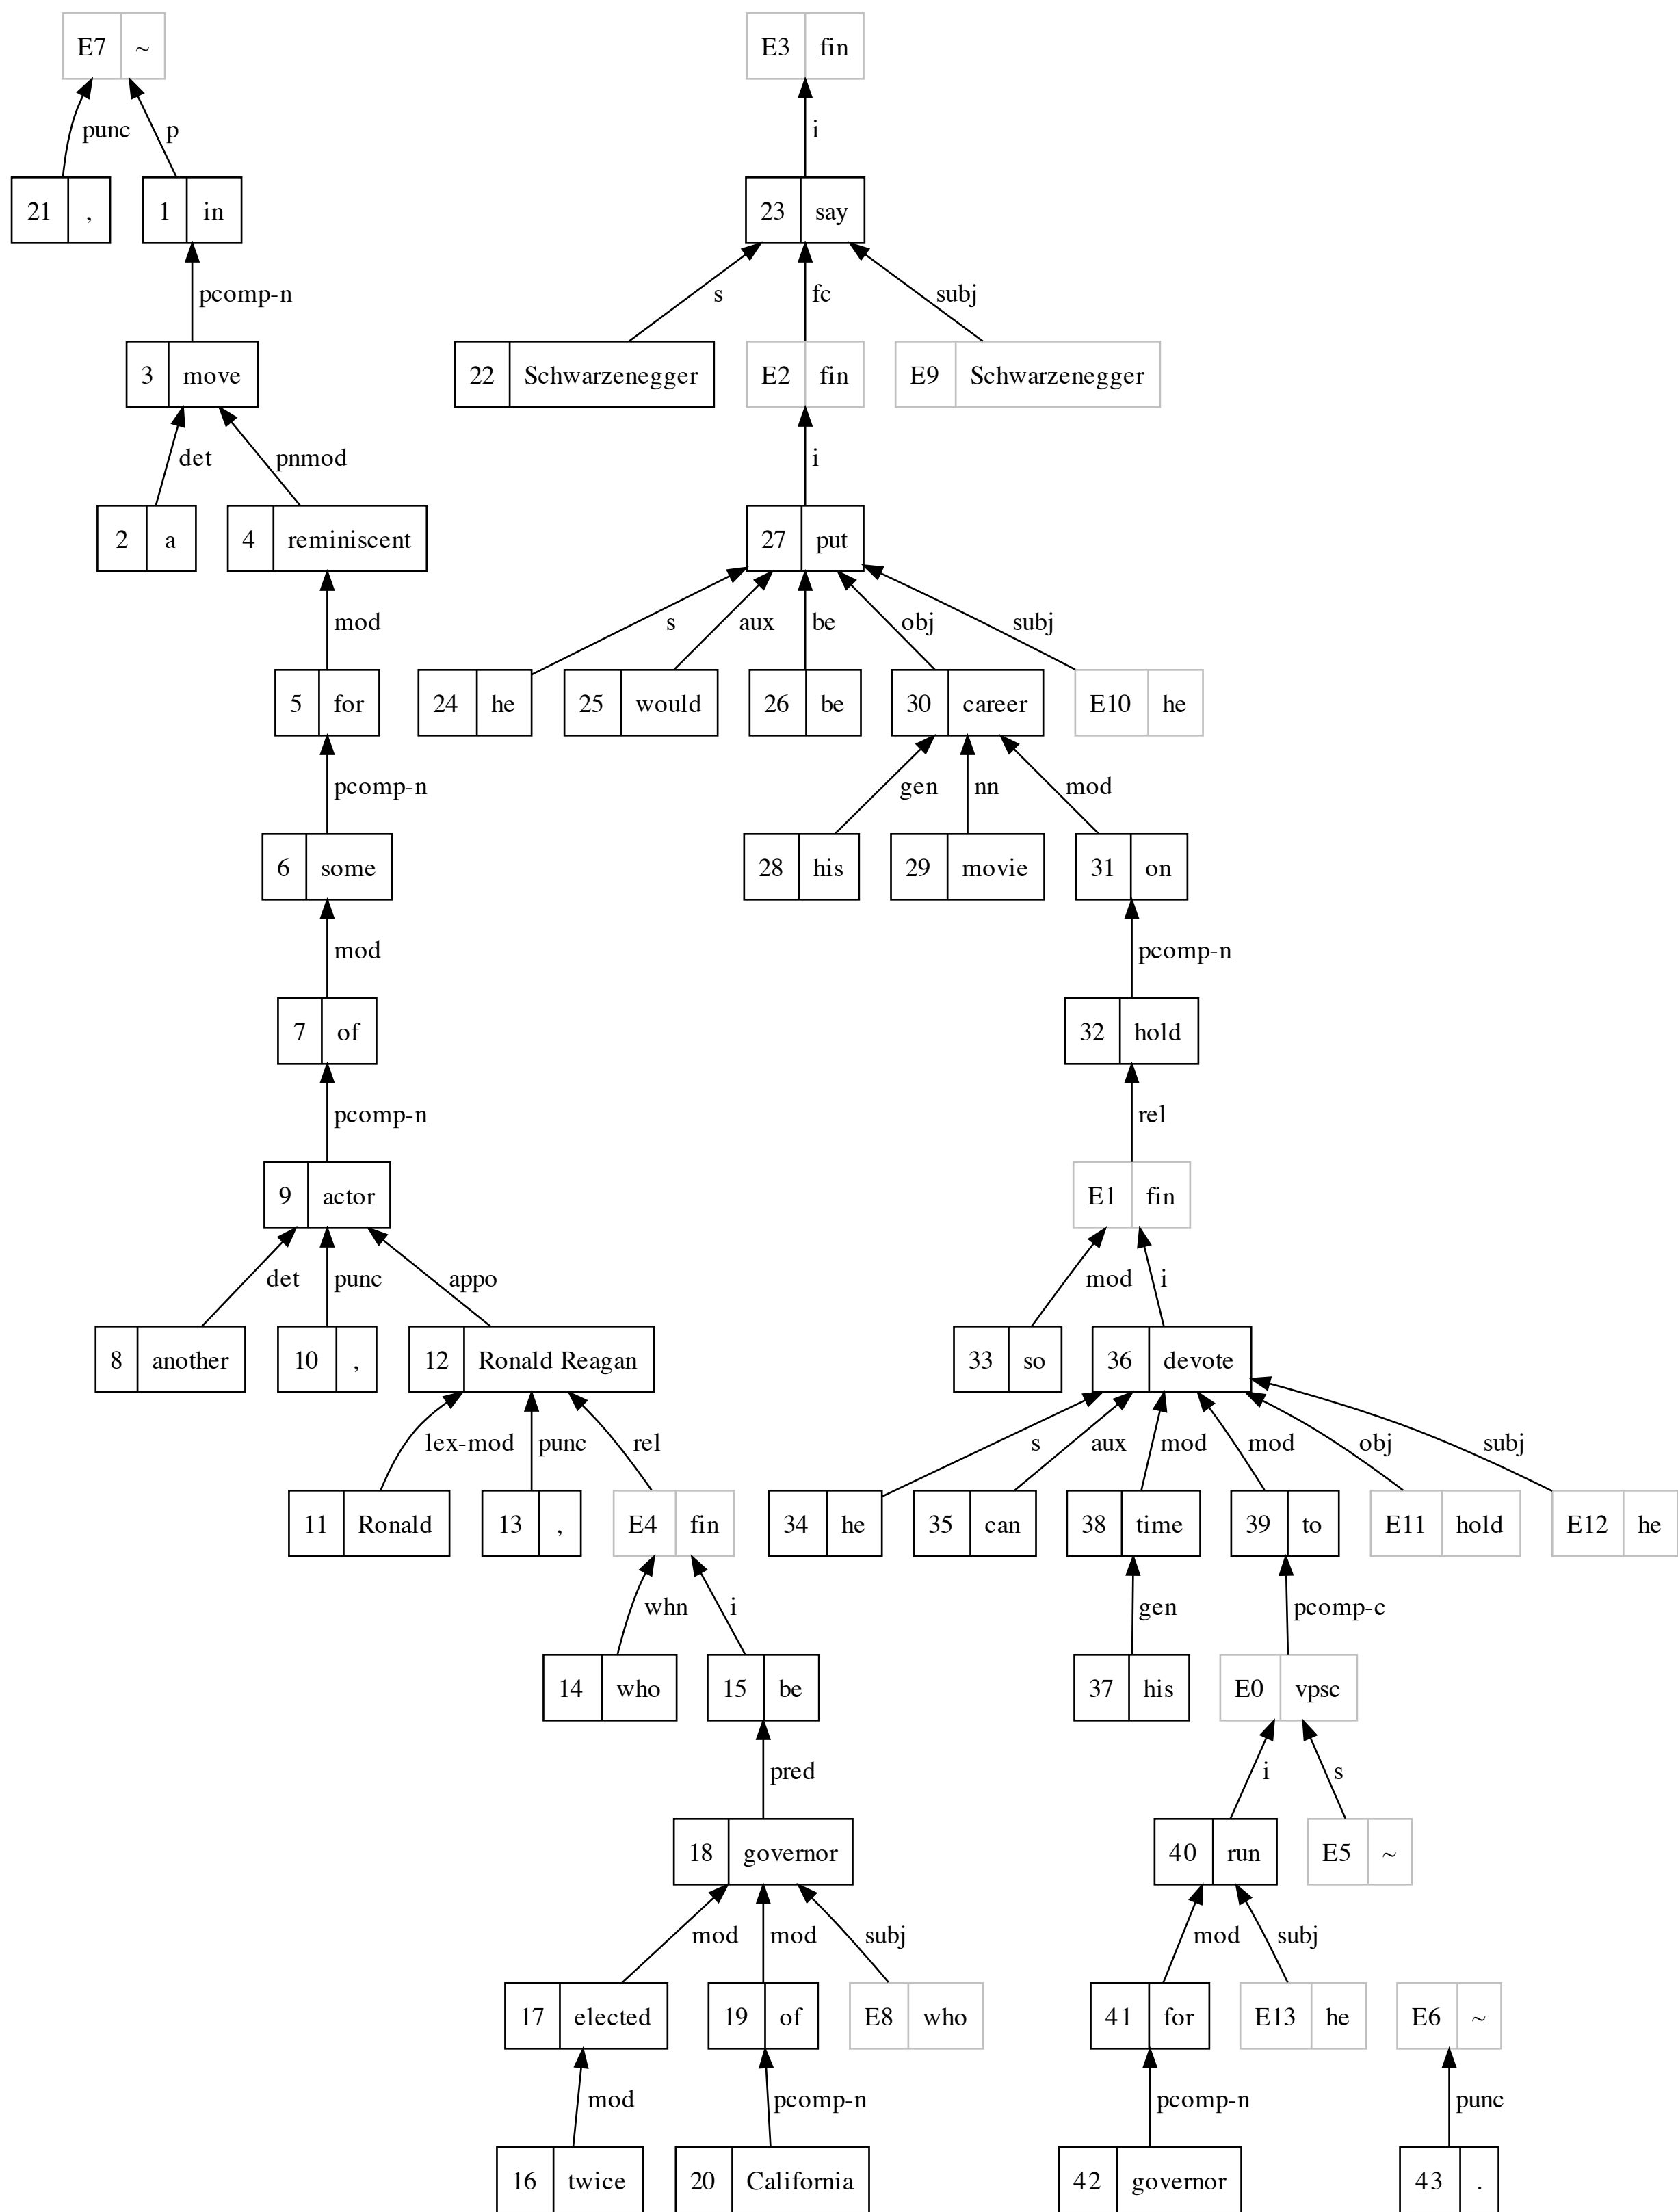 E7 ~ E3 fin
punc p i
21 , 1 in 23 say
pcomp-n s fc subj
3 move 22 Schwarzenegger E2 fin E9 Schwarzenegger
det pnmod i
2 a 4 reminiscent 27 put
mod s aux be obj subj
5 for 24 he 25 would 26 be 30 career E10 he
pcomp-n gen nn mod
6 some 28 his 29 movie 31 on
mod pcomp-n
7 of 32 hold
pcomp-n rel
9 actor E1 fin
det punc appo mod i
8 another 10 , 12 Ronald Reagan 33 so 36 devote
lex-mod punc rel s aux mod mod obj subj
11 Ronald 13 , E4 fin 34 he 35 can 38 time 39 to E11 hold E12 he
whn i gen pcomp-c
14 who 15 be 37 his E0 vpsc
pred i s
18 governor 40 run E5 ~
mod mod subj mod subj
17 elected 19 of E8 who 41 for E13 he E6 ~
mod pcomp-n pcomp-n punc
16 twice 20 California 42 governor 43 .